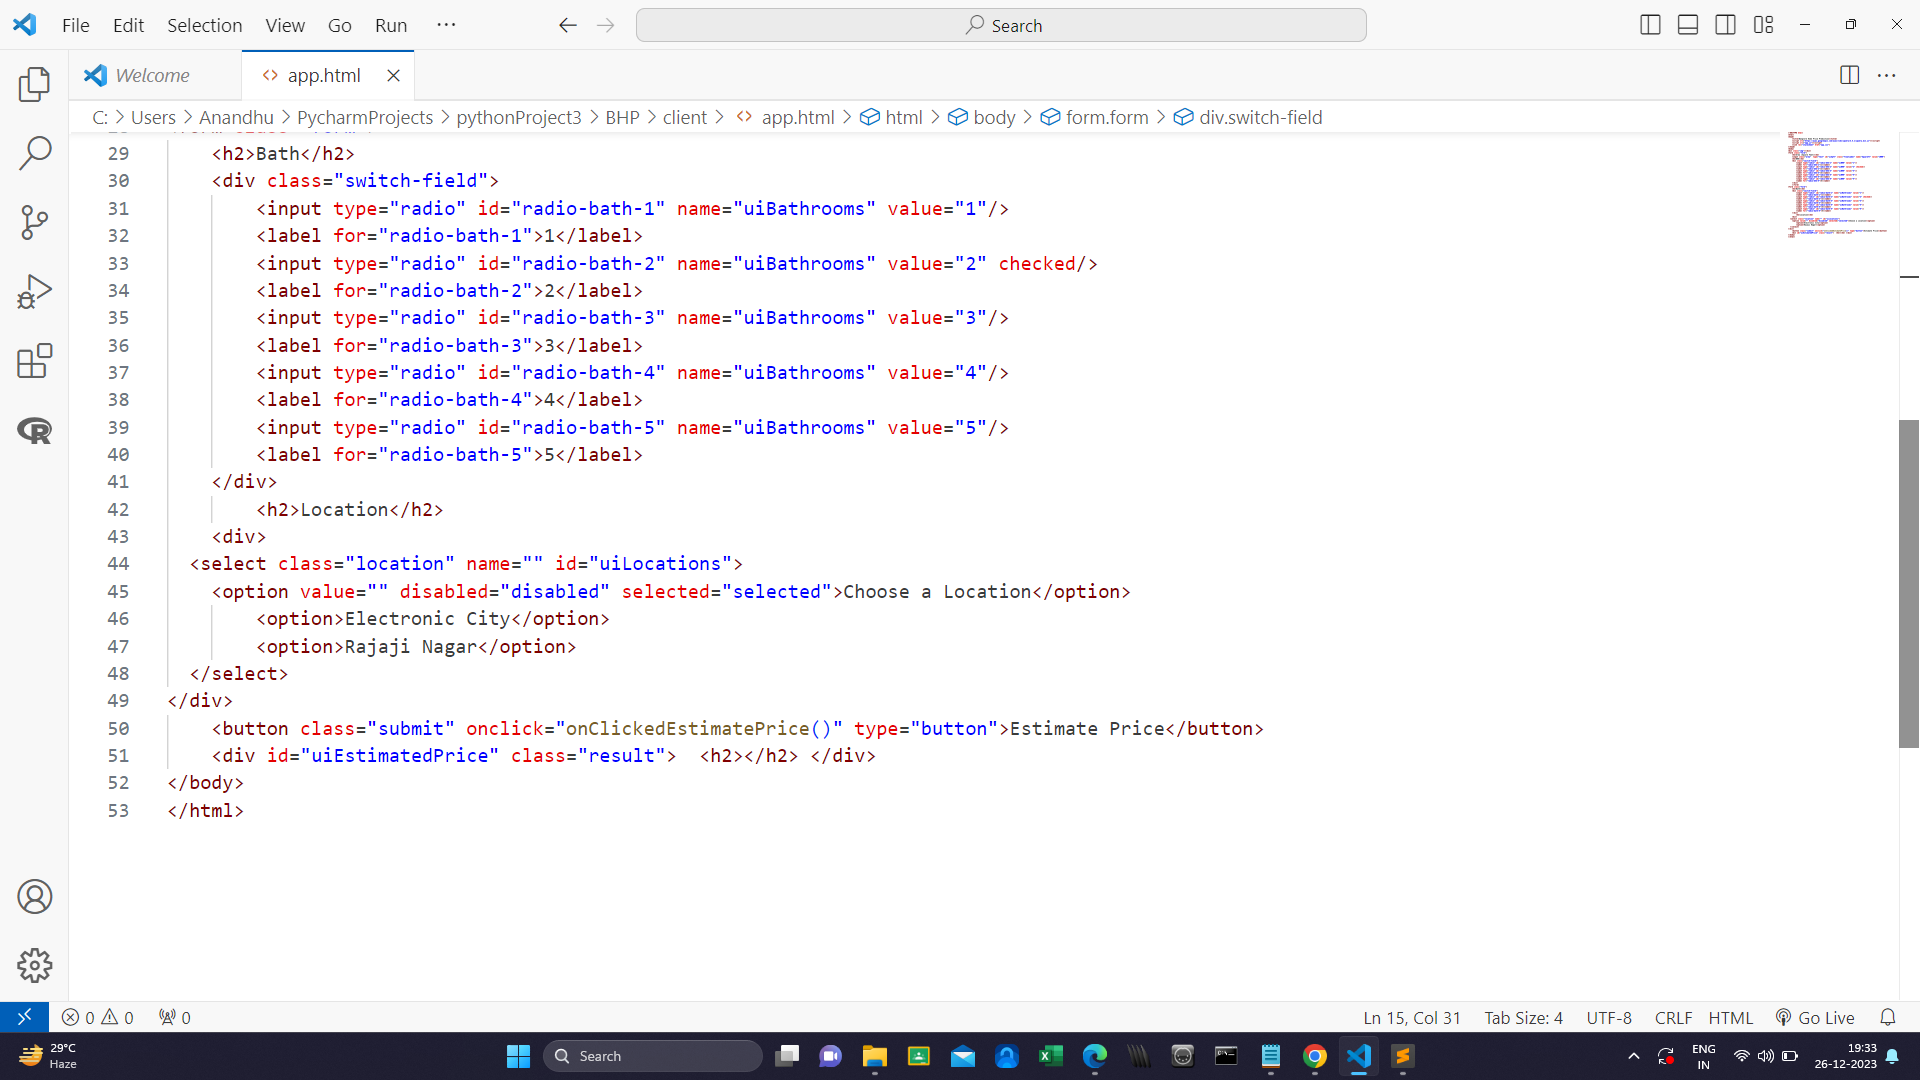 File Edit Selection View Go Run ···
Search
Welcome
app.html
C: > Users > Anandhu > PycharmProjects > pythonProject3 > BHP > client > app.html > html > body > form.form > div.switch-field
29 <h2>Bath</h2>
30 <div class="switch-field">
31 <input type="radio" id="radio-bath-1" name="uiBathrooms" value="1"/>
32 <label for="radio-bath-1">1</label>
33 <input type="radio" id="radio-bath-2" name="uiBathrooms" value="2" checked/>
34 <label for="radio-bath-2">2</label>
35 <input type="radio" id="radio-bath-3" name="uiBathrooms" value="3"/>
36 <label for="radio-bath-3">3</label>
37 <input type="radio" id="radio-bath-4" name="uiBathrooms" value="4"/>
38 <label for="radio-bath-4">4</label>
39 <input type="radio" id="radio-bath-5" name="uiBathrooms" value="5"/>
40 <label for="radio-bath-5">5</label>
41 </div>
42 <h2>Location</h2>
43 <div>
44 <select class="location" name="" id="uiLocations">
45 <option value="" disabled="disabled" selected="selected">Choose a Location</option>
46 <option>Electronic City</option>
47 <option>Rajaji Nagar</option>
48 </select>
49 </div>
50 <button class="submit" onclick="onClickedEstimatePrice()" type="button">Estimate Price</button>
51 <div id="uiEstimatedPrice" class="result">  <h2></h2> </div>
52 </body>
53 </html>
0 0 0
Ln 15, Col 31 Tab Size: 4 UTF-8 CRLF HTML Go Live
29°C
Haze
Search
ENG
IN
19:33
26-12-2023